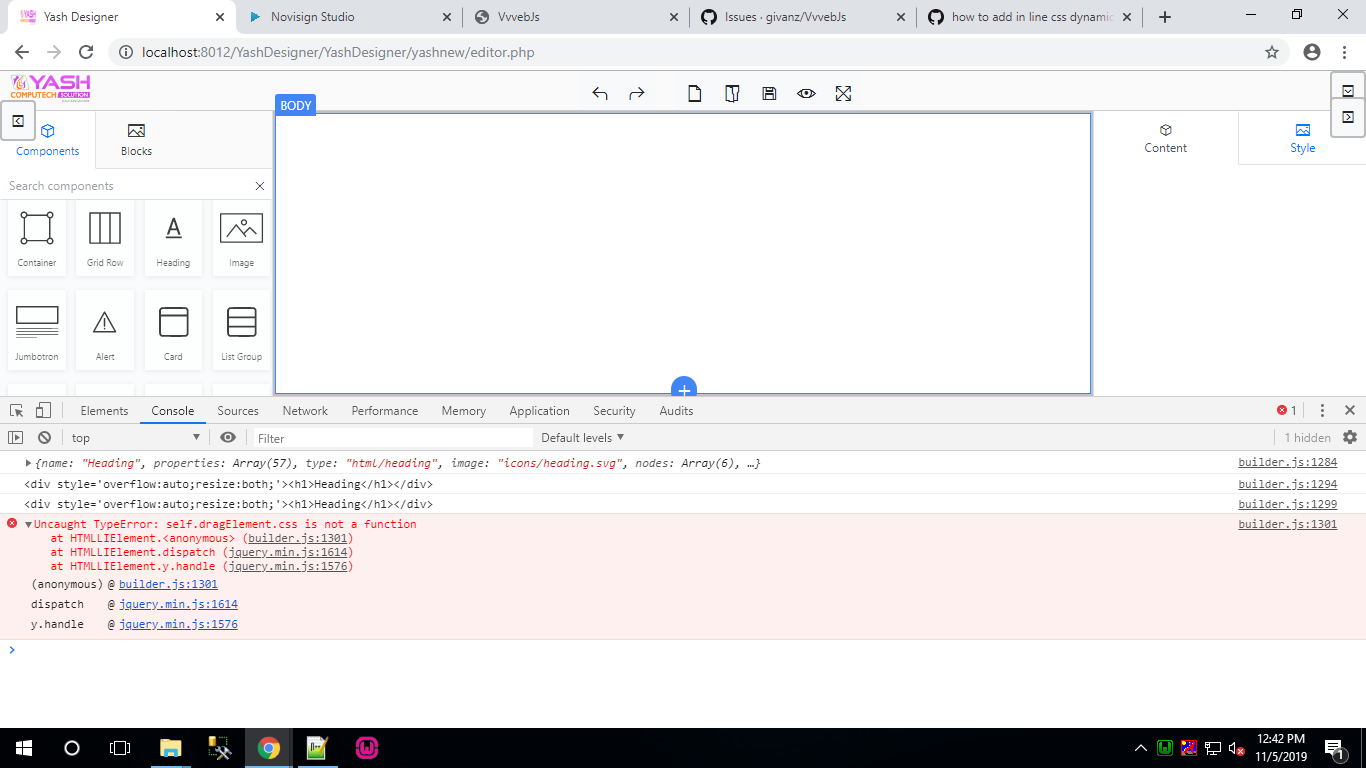 Yash Designer
Novisign Studio
VvvebJs
Issues · givanz/VvvebJs
how to add in line css dynamic
localhost:8012/YashDesigner/YashDesigner/yashnew/editor.php
YASH
COMPUTECH SOLUTION
BODY
Components
Blocks
Content
Style
Search components
Container
Grid Row
Heading
Image
Jumbotron
Alert
Card
List Group
Elements
Console
Sources
Network
Performance
Memory
Application
Security
Audits
1
top
Filter
Default levels
1 hidden
{name: "Heading", properties: Array(57), type: "html/heading", image: "icons/heading.svg", nodes: Array(6), …}
builder.js:1284
<div style='overflow:auto;resize:both;'><h1>Heading</h1></div>
builder.js:1294
<div style='overflow:auto;resize:both;'><h1>Heading</h1></div>
builder.js:1299
Uncaught TypeError: self.dragElement.css is not a function
builder.js:1301
at HTMLLIElement.<anonymous> (builder.js:1301)
at HTMLLIElement.dispatch (jquery.min.js:1614)
at HTMLLIElement.y.handle (jquery.min.js:1576)
(anonymous) @ builder.js:1301
dispatch @ jquery.min.js:1614
y.handle @ jquery.min.js:1576
12:42 PM
11/5/2019
1